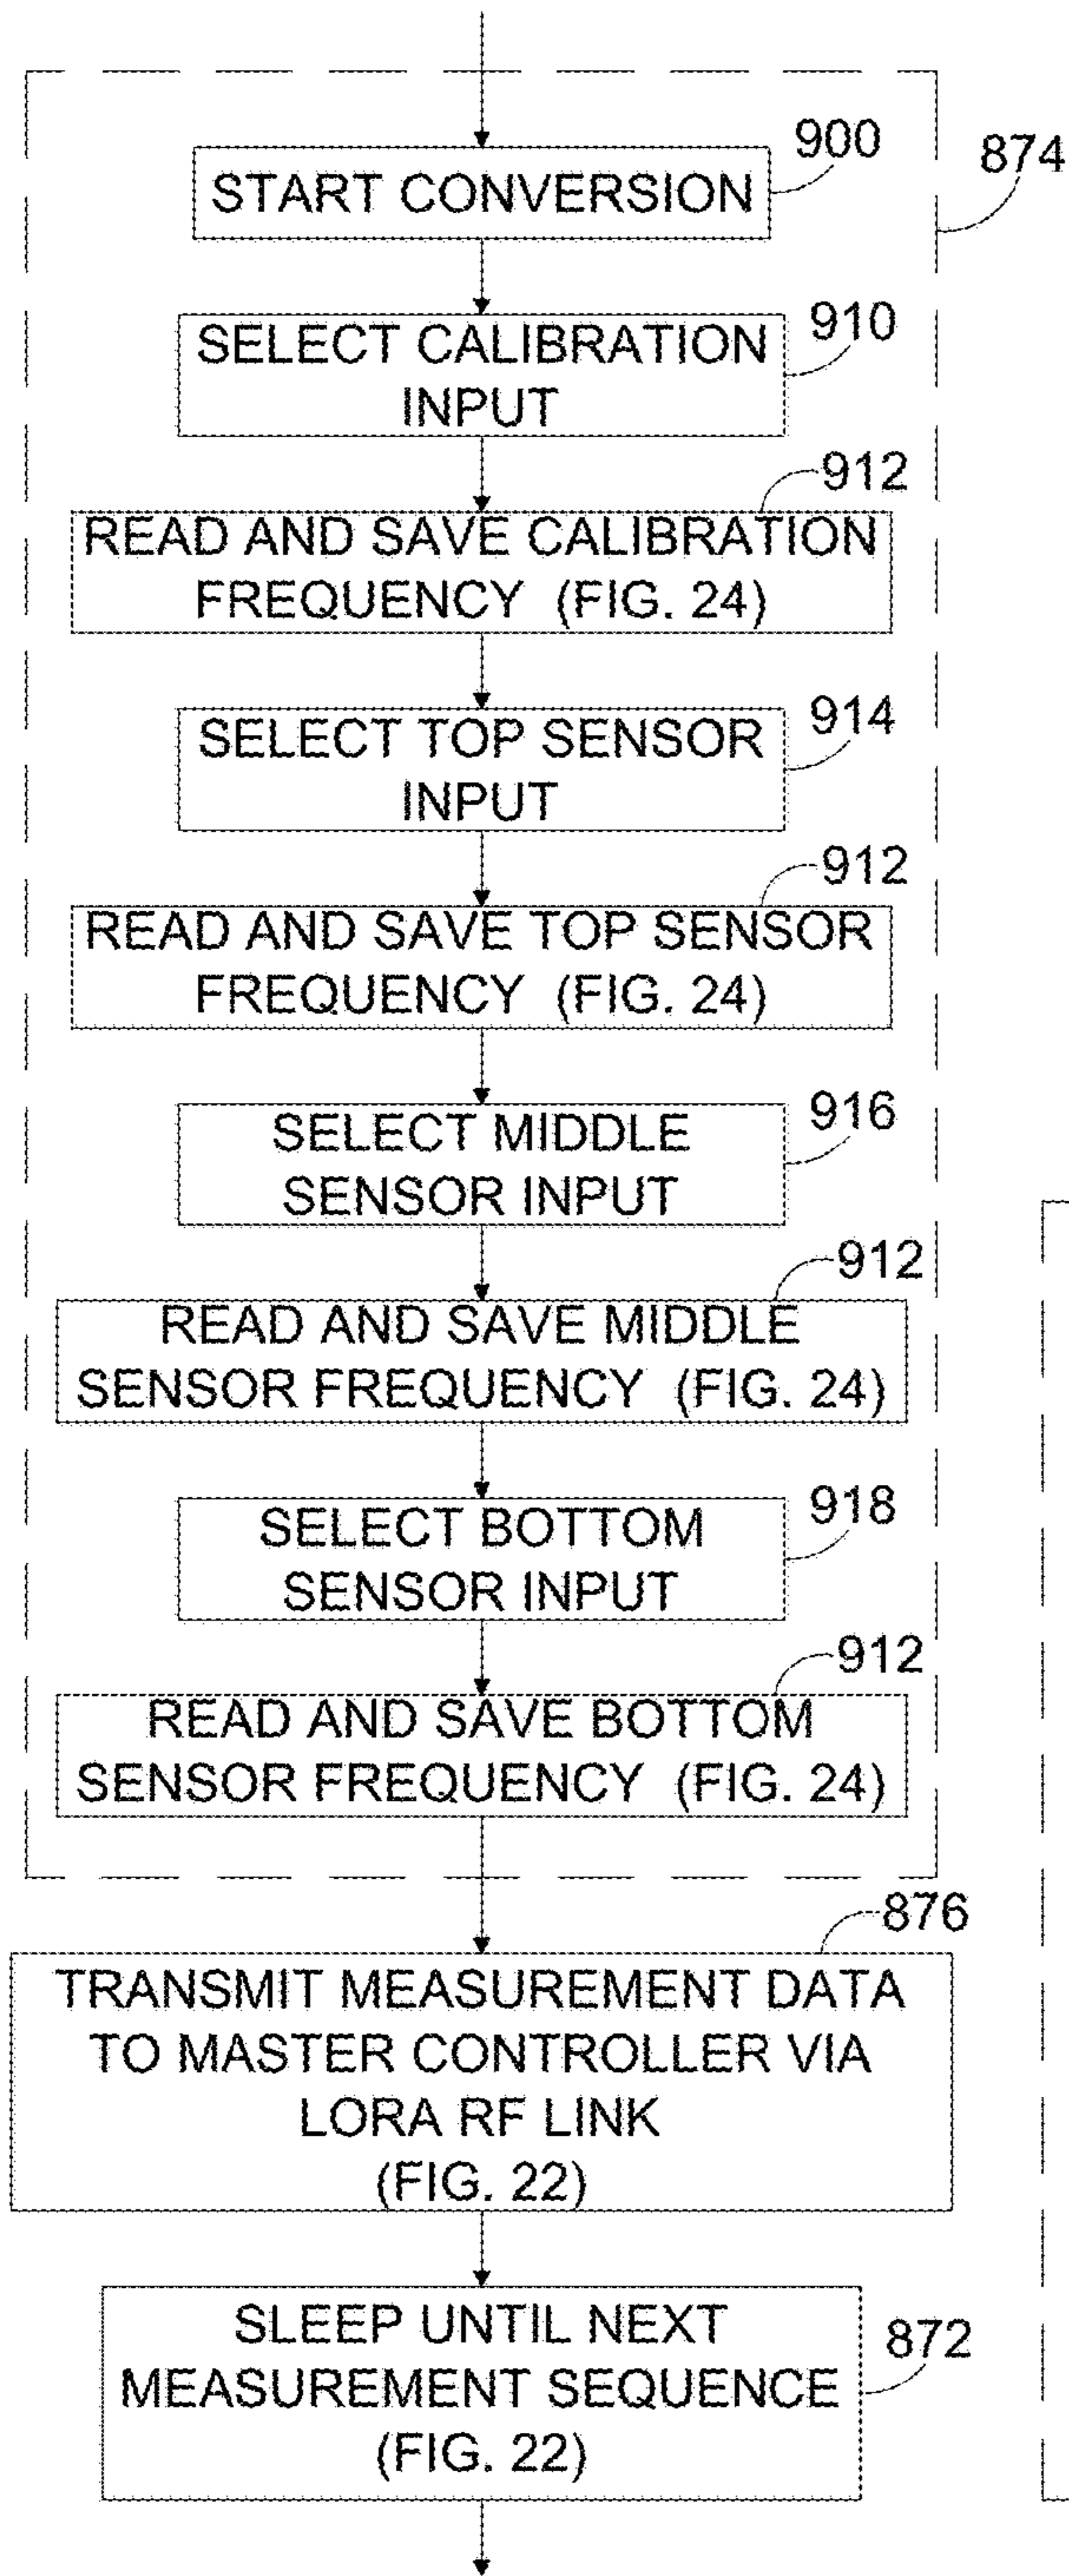 900
874
START CONVERSION
910
SELECT CALIBRATION
INPUT
912
READ AND SAVE CALIBRATION
FREQUENCY (FIG. 24)
914
SELECT TOP SENSOR
INPUT
912
READ AND SAVE TOP SENSOR
FREQUENCY (FIG. 24)
916
SELECT MIDDLE
SENSOR INPUT
912
READ AND SAVE MIDDLE
SENSOR FREQUENCY (FIG. 24)
918
SELECT BOTTOM
SENSOR INPUT
912
READ AND SAVE BOTTOM
SENSOR FREQUENCY (FIG. 24)
876
TRANSMIT MEASUREMENT DATA
TO MASTER CONTROLLER VIA
LORA RF LINK
(FIG. 22)
SLEEP UNTIL NEXT
872
MEASUREMENT SEQUENCE
(FIG. 22)